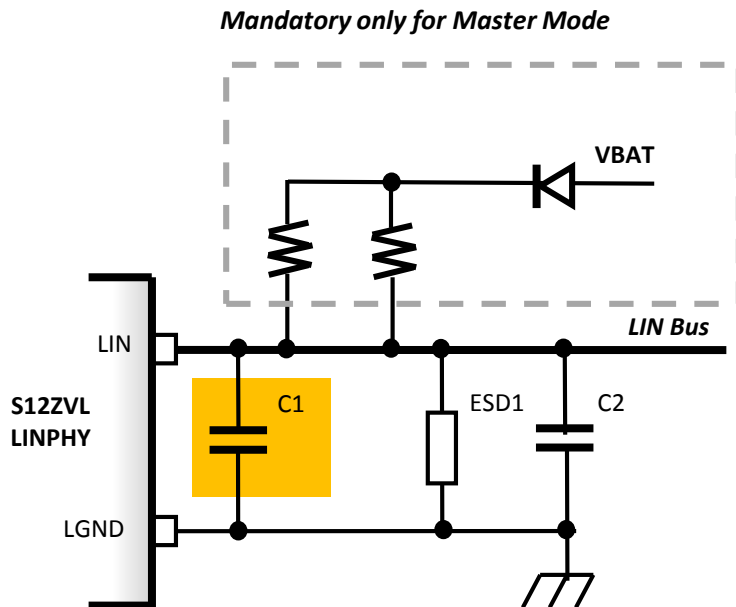 Mandatory only for Master Mode
VBAT
LIN Bus
LIN
C1
ESD1
C2
S12ZVL
LINPHY
LGND